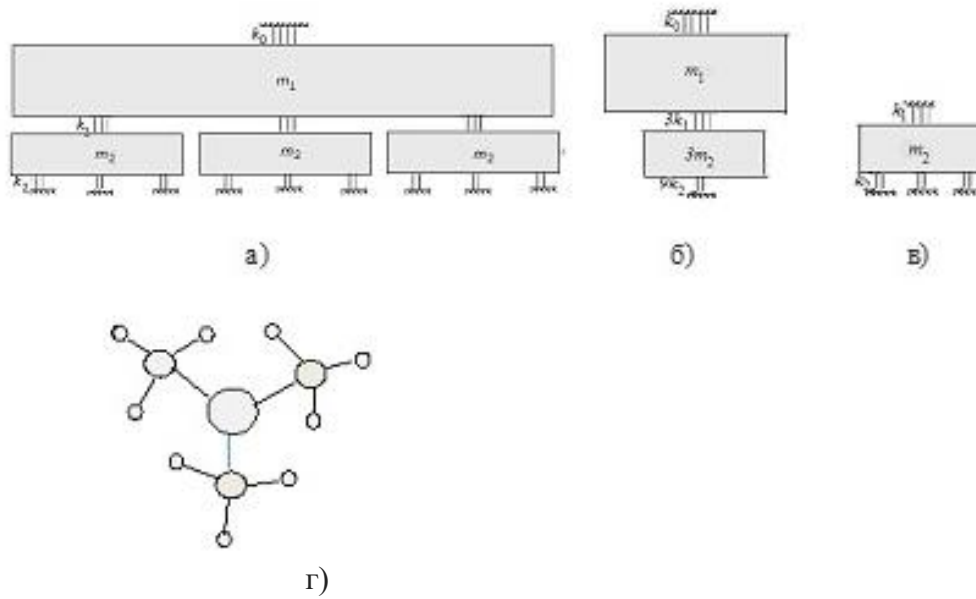 k₀ k₀
m₁ m₁
k₁ 3k₁ k₁
m₂ m₂ m₂ 3m₂ m₂
k₂ 9k₂ k₂
а) б) в)
г)